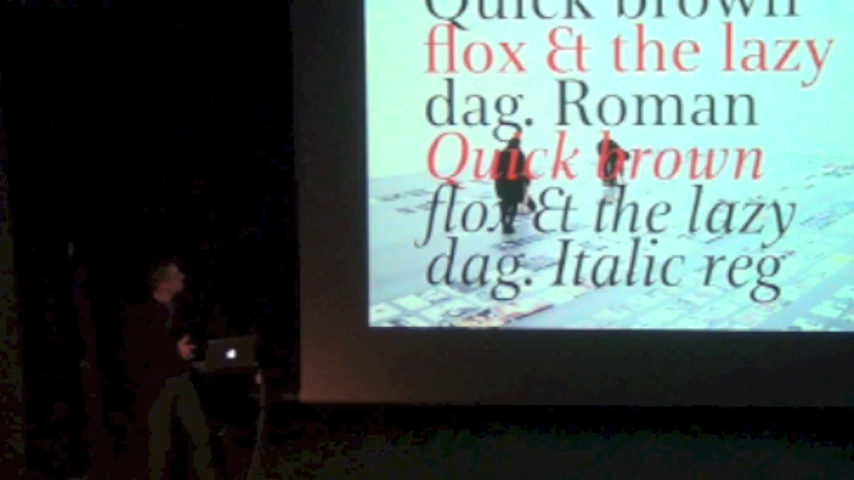 Quick brown
flox & the lazy
dag. Roman
Quick brown
flox & the lazy
dag. Italic reg